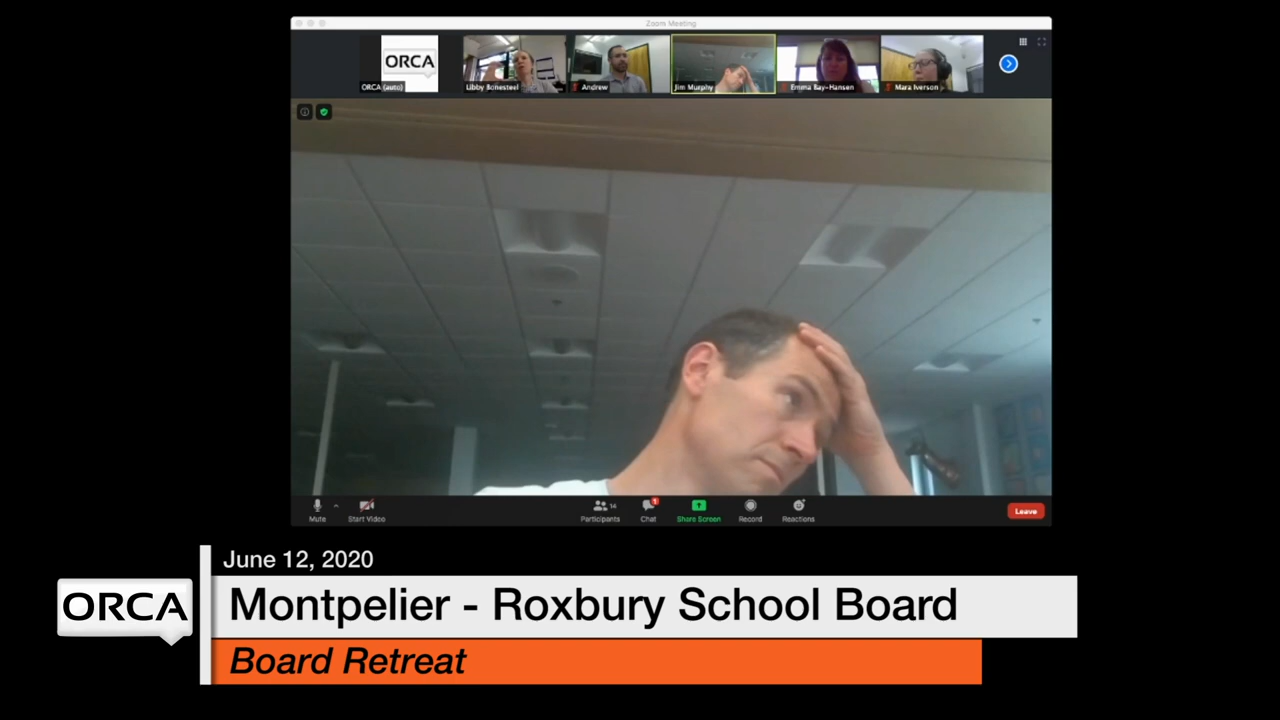 Zoom Meeting
ORCA
ORCA (auto)
Libby Bonesteel
Andrew
Jim Murphy
Emma Bay-Hansen
Mara Iverson
Mute
Start Video
Participants
14
Chat
1
Share Screen
Record
Reactions
Leave
June 12, 2020
ORCA
Montpelier - Roxbury School Board
Board Retreat